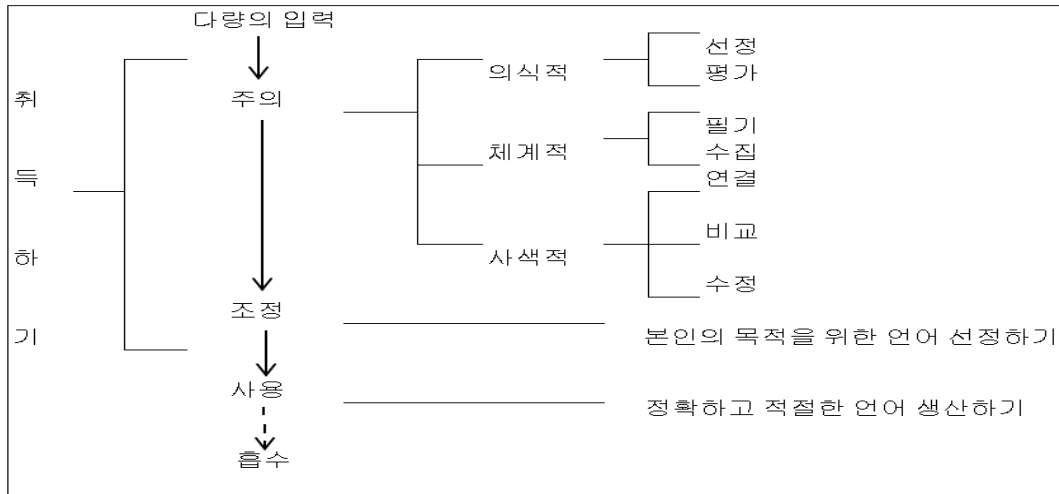 다량의 입력
취득하기
주의
의식적
선정
평가
체계적
필기
수집
사색적
연결
비교
수정
조정
본인의 목적을 위한 언어 선정하기
사용
정확하고 적절한 언어 생산하기
흡수